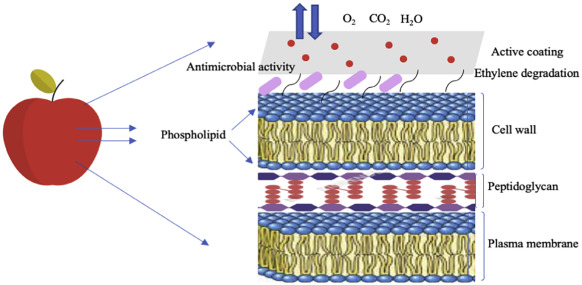 O₂ CO₂ H₂O
Active coating
Antimicrobial activity
Ethylene degradation
Phospholipid
Cell wall
Peptidoglycan
Plasma membrane